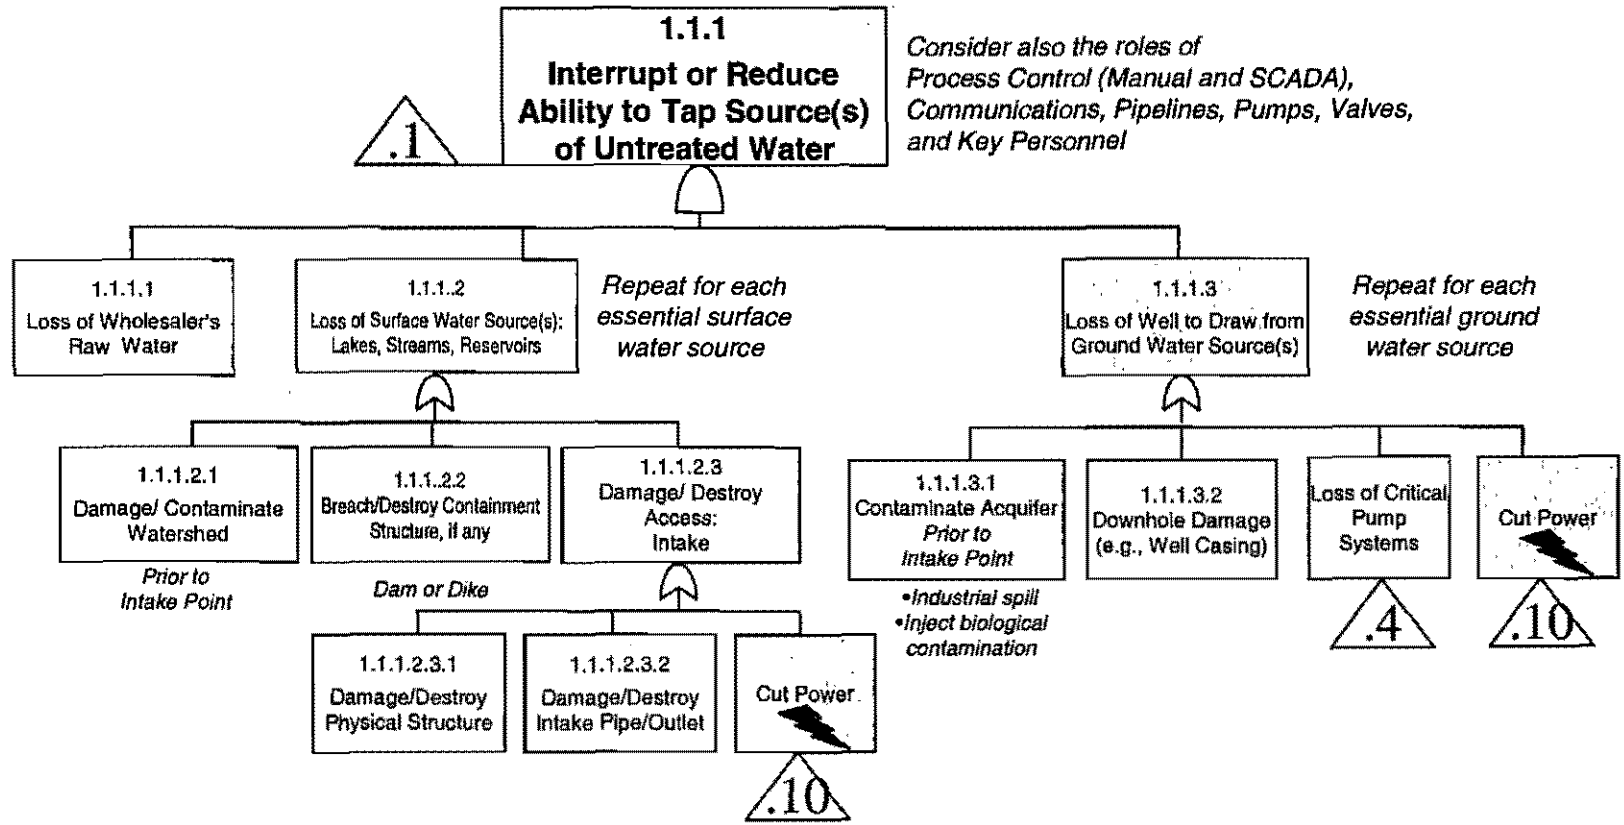 1.1.1
Interrupt or Reduce
Ability to Tap Source(s)
of Untreated Water
Consider also the roles of
Process Control (Manual and SCADA),
Communications, Pipelines, Pumps, Valves,
and Key Personnel
.1
1.1.1.1
Loss of Wholesaler's
Raw Water
1.1.1..2
Loss of Surface Water Source(s):
Lakes, Streams, Reservoirs
Repeat for each
essential surface
water source
1.1.1.3
Loss of Well to Draw from
Ground Water Source(s)
Repeat for each
essential ground
water source
1.1.1.2.1
Damage/ Contaminate
Watershed
Prior to
Intake Point
1.1.1..2.2
Breach/Destroy Containment
Structure, if any
Dam or Dike
1.1.1.2.3
Damage/ Destroy
Access:
Intake
1.1.1.3.1
Contaminate Acquifer
Prior to
Intake Point
•Industrial spill
•Inject biological
contamination
1.1.1.3.2
Downhole Damage
(e.g., Well Casing)
Loss of Critical
Pump
Systems
.4
Cut Power
.10
1.1.1.2.3.1
Damage/Destroy
Physical Structure
1.1.1.2.3.2
Damage/Destroy
Intake Pipe/Outlet
Cut Power
.10